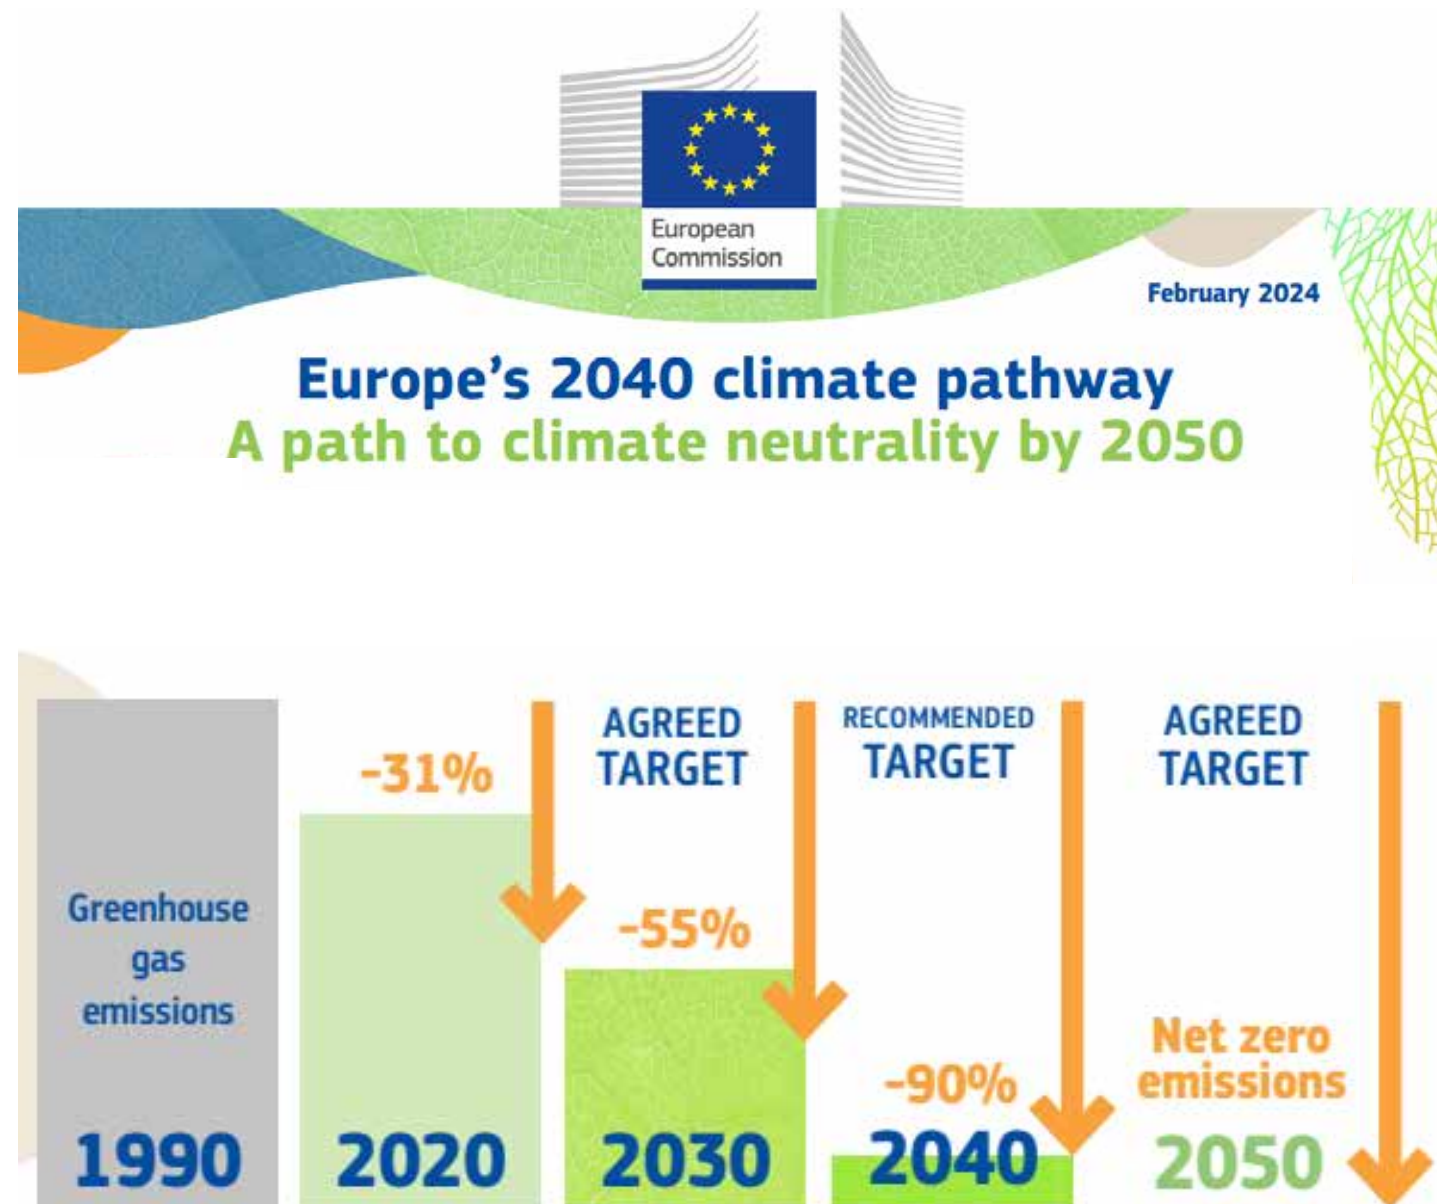 European
Commission
February 2024
Europe’s 2040 climate pathway
A path to climate neutrality by 2050
Greenhouse
gas
emissions
1990
-31%
2020
AGREED
TARGET
-55%
2030
RECOMMENDED
TARGET
-90%
2040
AGREED
TARGET
Net zero
emissions
2050